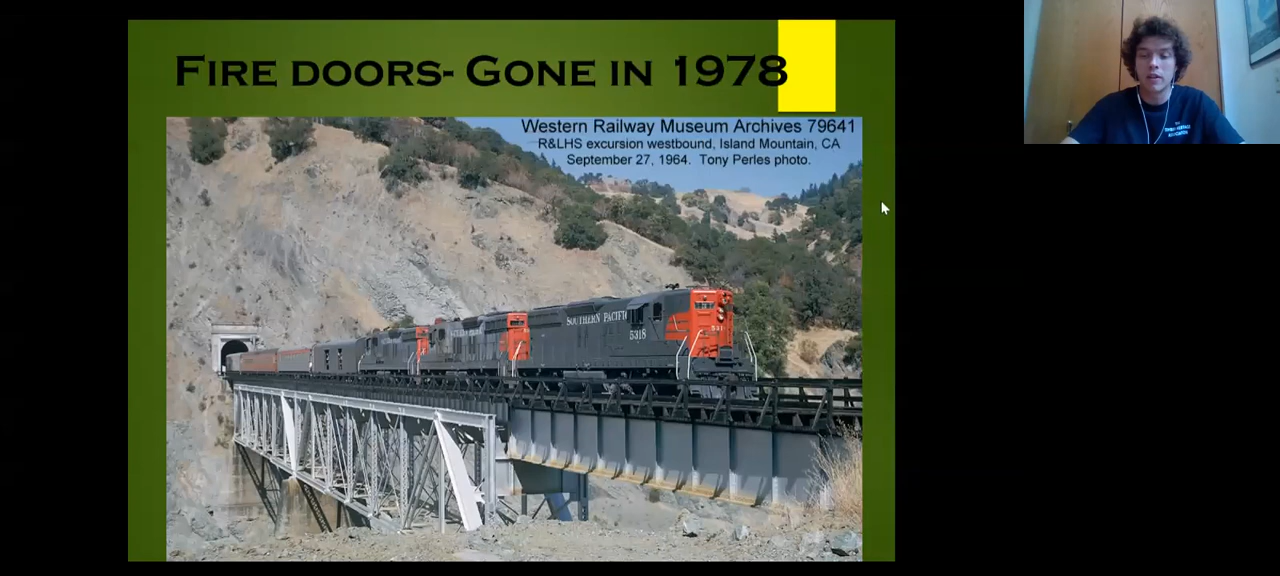 Fire doors- Gone in 1978
Western Railway Museum Archives 79641
R&LHS excursion westbound, Island Mountain, CA
September 27, 1964. Tony Perles photo.
SOUTHERN PACIFIC
5318